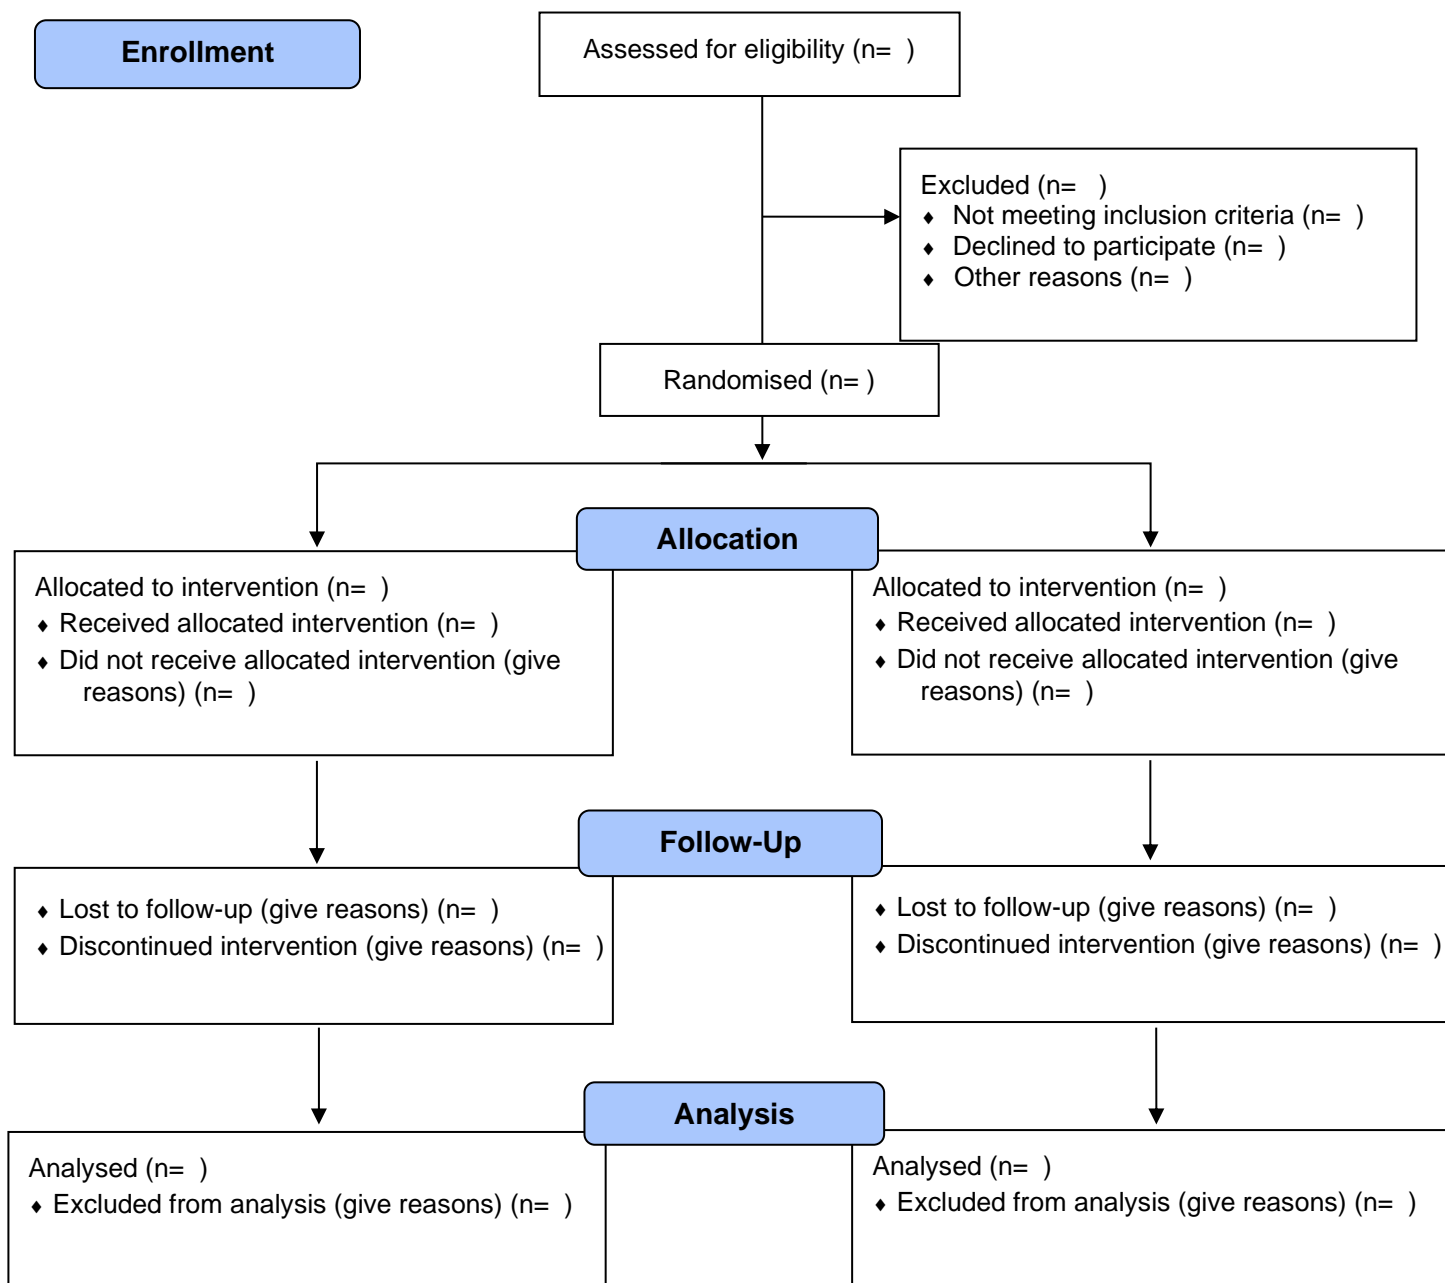 Enrollment
Assessed for eligibility (n=  )
Excluded (n=   )
♦ Not meeting inclusion criteria (n=  )
♦ Declined to participate (n=  )
♦ Other reasons (n=  )
Randomised (n= )
Allocation
Allocated to intervention (n=  )
♦ Received allocated intervention (n=  )
♦ Did not receive allocated intervention (give
reasons) (n=  )
Allocated to intervention (n=  )
♦ Received allocated intervention (n=  )
♦ Did not receive allocated intervention (give
reasons) (n=  )
Follow-Up
♦ Lost to follow-up (give reasons) (n=  )
♦ Discontinued intervention (give reasons) (n=  )
♦ Lost to follow-up (give reasons) (n=  )
♦ Discontinued intervention (give reasons) (n=  )
Analysis
Analysed (n=  )
♦ Excluded from analysis (give reasons) (n=  )
Analysed (n=  )
♦ Excluded from analysis (give reasons) (n=  )